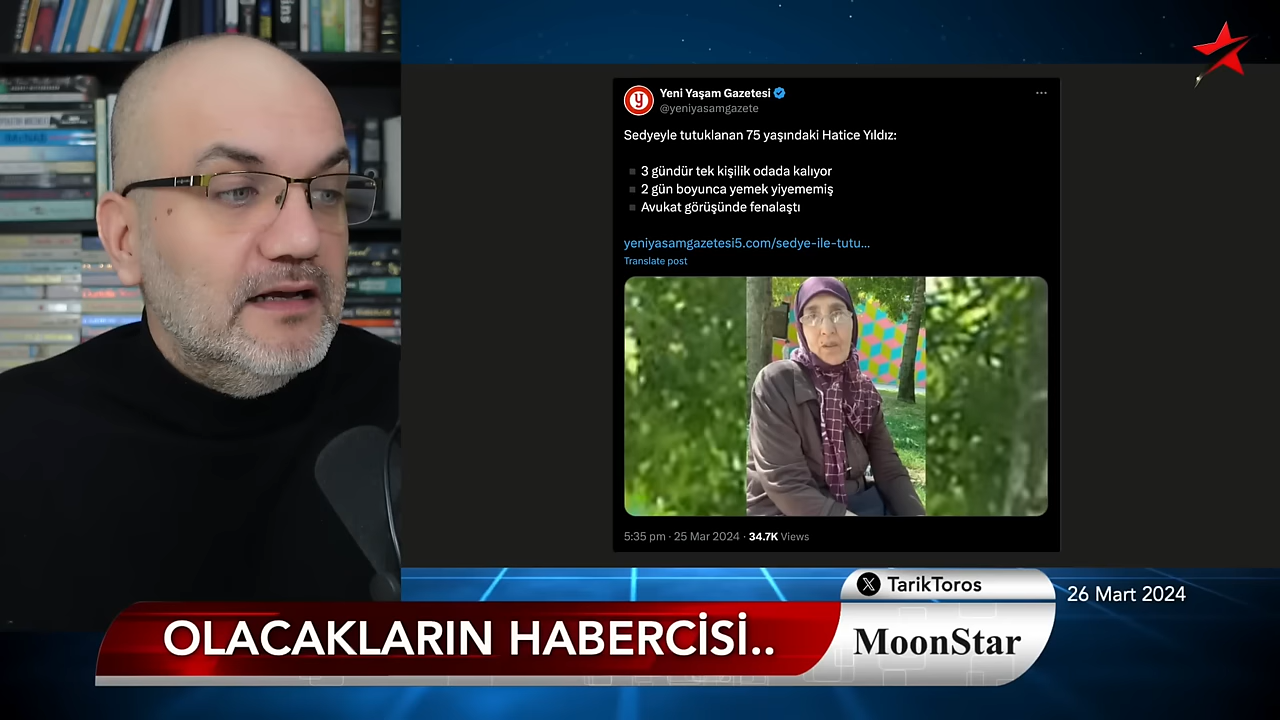 Yeni Yaşam Gazetesi
@yeniyasamgazete
Sedyeyle tutuklanan 75 yaşındaki Hatice Yıldız:
3 gündür tek kişilik odada kalıyor
2 gün boyunca yemek yiyememiş
Avukat görüşünde fenalaştı
yeniyasamgazetesi5.com/sedye-ile-tutu...
Translate post
5:35 pm · 25 Mar 2024 · 34.7K Views
TarikToros
26 Mart 2024
OLACAKLARIN HABERCİSİ..
MoonStar